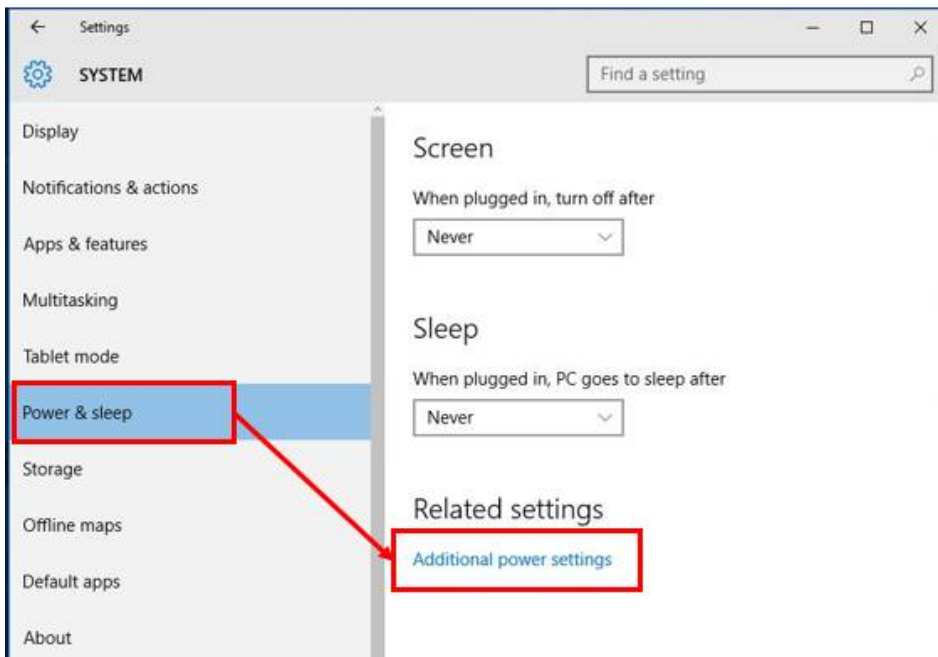 Settings
SYSTEM
Find a setting
Display
Notifications & actions
Apps & features
Multitasking
Tablet mode
Power & sleep
Storage
Offline maps
Default apps
About
Screen
When plugged in, turn off after
Never
Sleep
When plugged in, PC goes to sleep after
Never
Related settings
Additional power settings